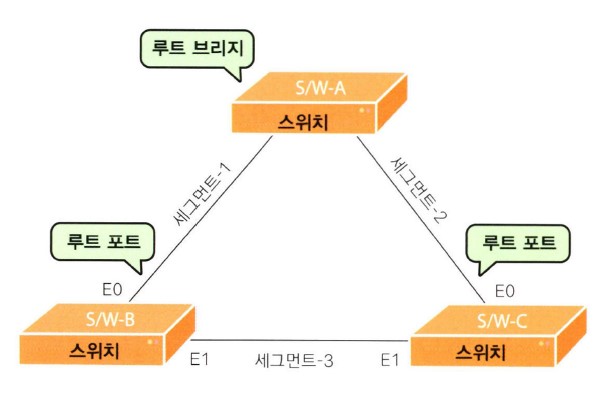 루트 브리지
S/W-A
스위치
세그먼트-1
세그먼트-2
루트 포트
루트 포트
E0
E0
S/W-B
스위치
S/W-C
스위치
E1
세그먼트-3
E1